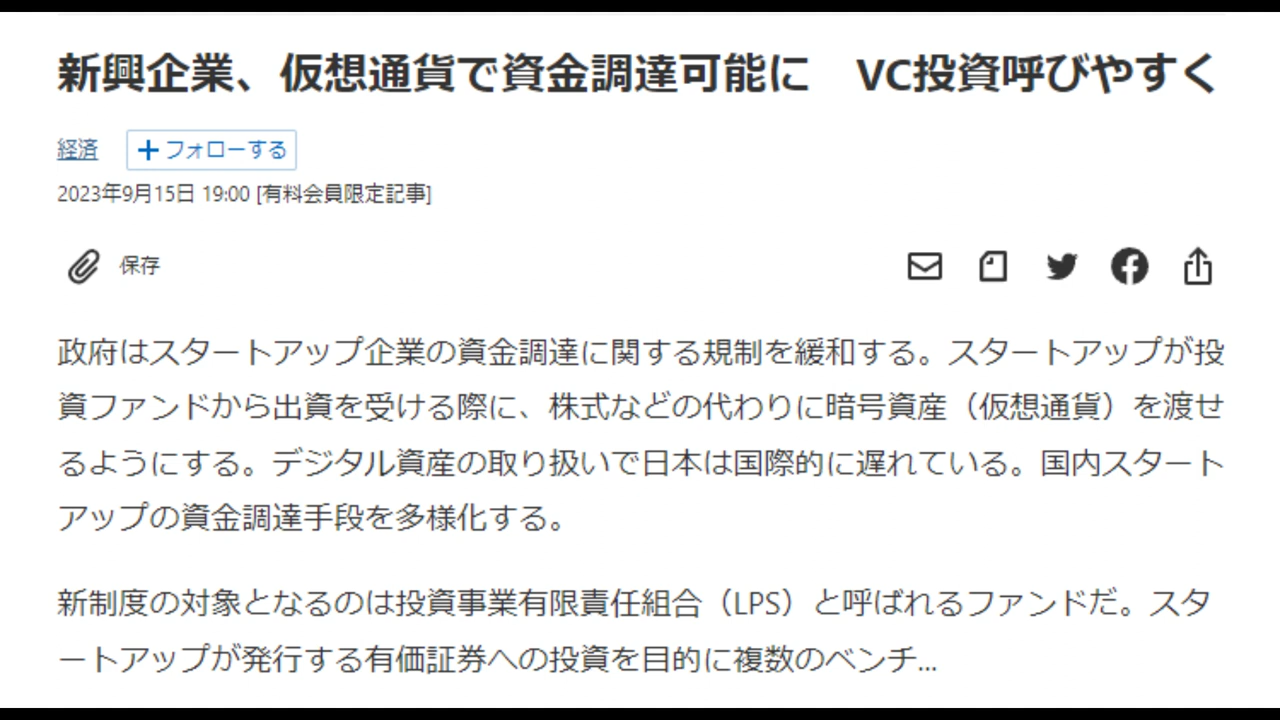 新興企業、仮想通貨で資金調達可能に　VC投資呼びやすく
経済
＋フォローする
2023年9月15日 19:00 [有料会員限定記事]
保存
政府はスタートアップ企業の資金調達に関する規制を緩和する。スタートアップが投
資ファンドから出資を受ける際に、株式などの代わりに暗号資産（仮想通貨）を渡せ
るようにする。デジタル資産の取り扱いで日本は国際的に遅れている。国内スタート
アップの資金調達手段を多様化する。
新制度の対象となるのは投資事業有限責任組合（LPS）と呼ばれるファンドだ。スタ
ートアップが発行する有価証券への投資を目的に複数のベンチ...